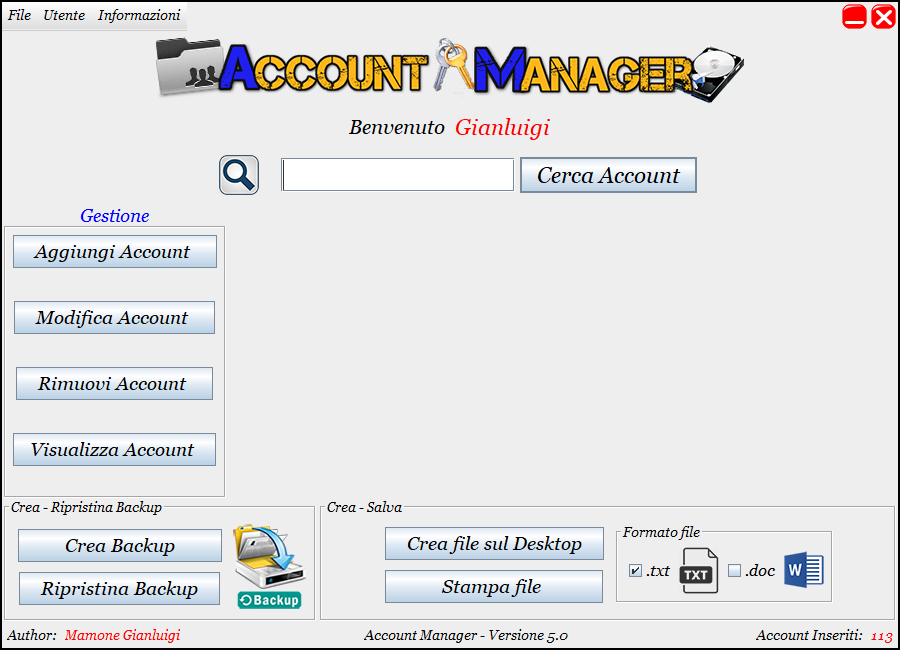 File Utente Informazioni
ACCOUNT MANAGER
Benvenuto Gianluigi
Cerca Account
Gestione
Aggiungi Account
Modifica Account
Rimuovi Account
Visualizza Account
Crea - Ripristina Backup
Crea Backup
Ripristina Backup
Backup
Crea - Salva
Crea file sul Desktop
Stampa file
Formato file
.txt
TXT
.doc
W
Author: Mamone Gianluigi
Account Manager - Versione 5.0
Account Inseriti: 113